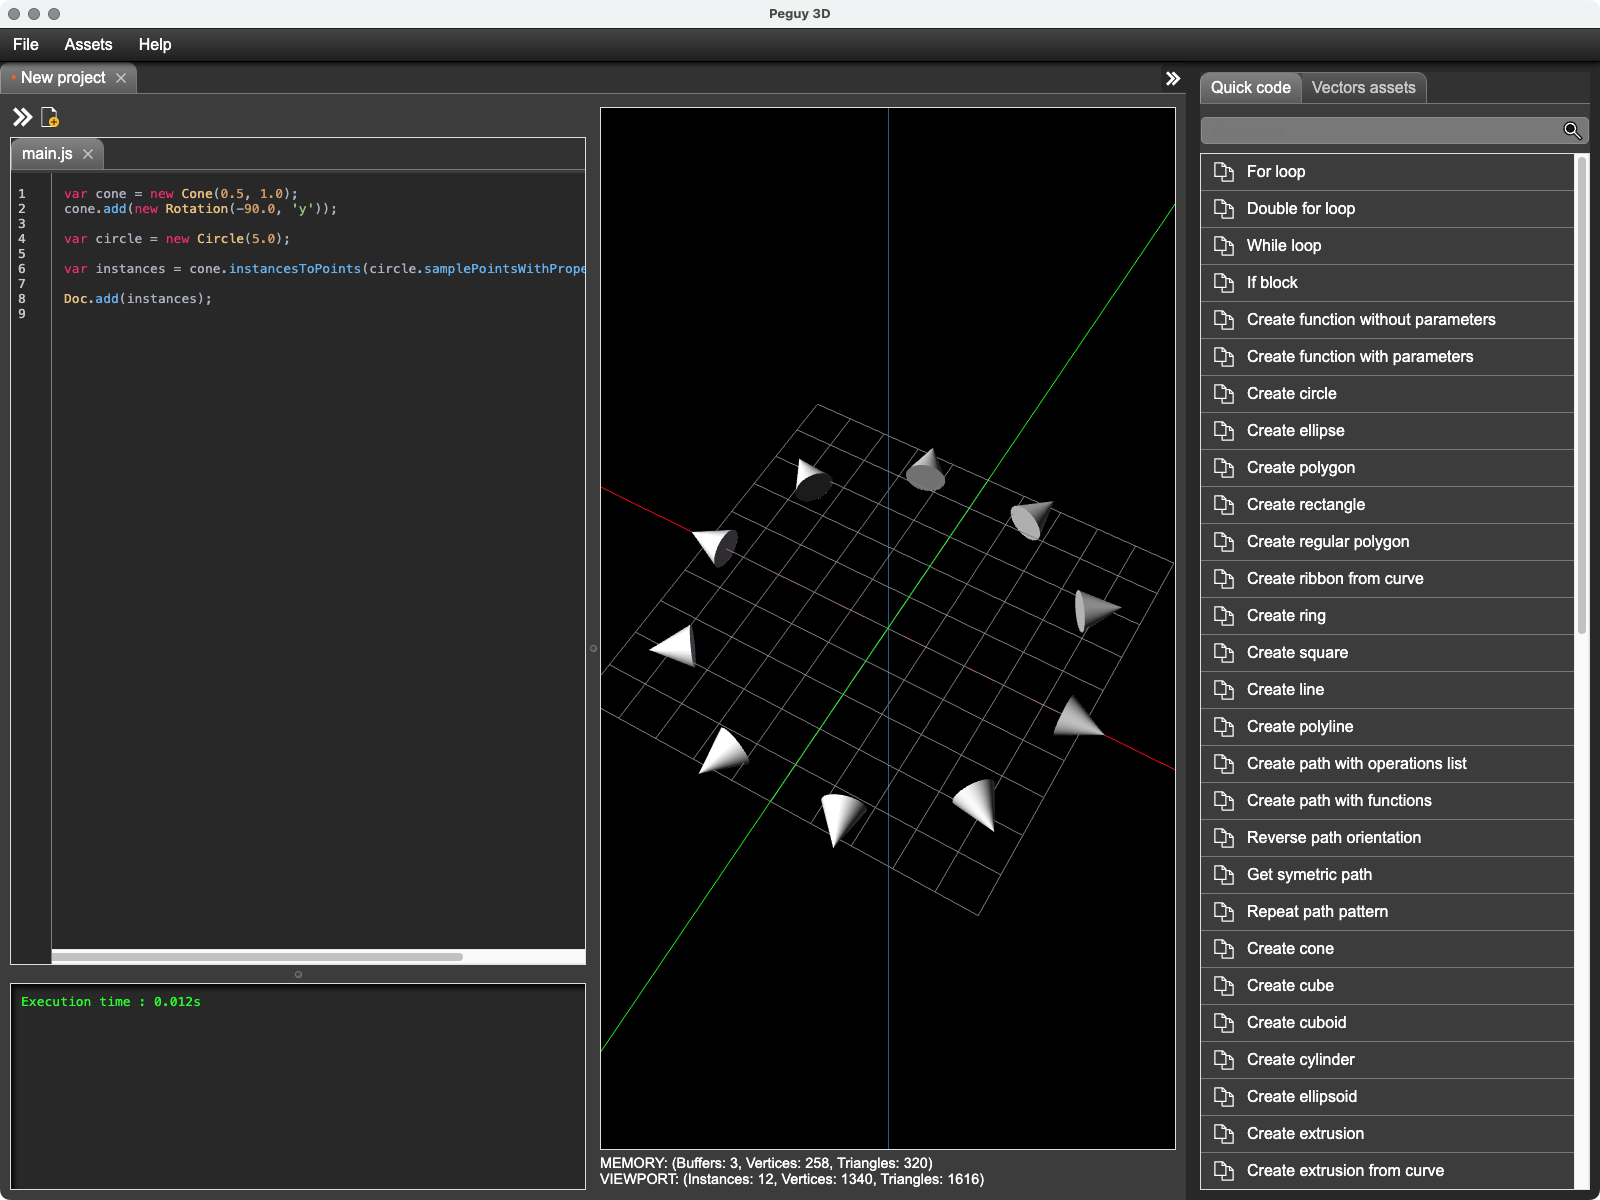 Peguy 3D
File Assets Help
New project
Quick code Vectors assets
main.js
1 var cone = new Cone(0.5, 1.0);
2 cone.add(new Rotation(-90.0, 'y'));
3
4 var circle = new Circle(5.0);
5
6 var instances = cone.instancesToPoints(circle.samplePointsWithPrope
7
8 Doc.add(instances);
9
Execution time : 0.012s
MEMORY: (Buffers: 3, Vertices: 258, Triangles: 320)
VIEWPORT: (Instances: 12, Vertices: 1340, Triangles: 1616)
For loop
Double for loop
While loop
If block
Create function without parameters
Create function with parameters
Create circle
Create ellipse
Create polygon
Create rectangle
Create regular polygon
Create ribbon from curve
Create ring
Create square
Create line
Create polyline
Create path with operations list
Create path with functions
Reverse path orientation
Get symetric path
Repeat path pattern
Create cone
Create cube
Create cuboid
Create cylinder
Create ellipsoid
Create extrusion
Create extrusion from curve